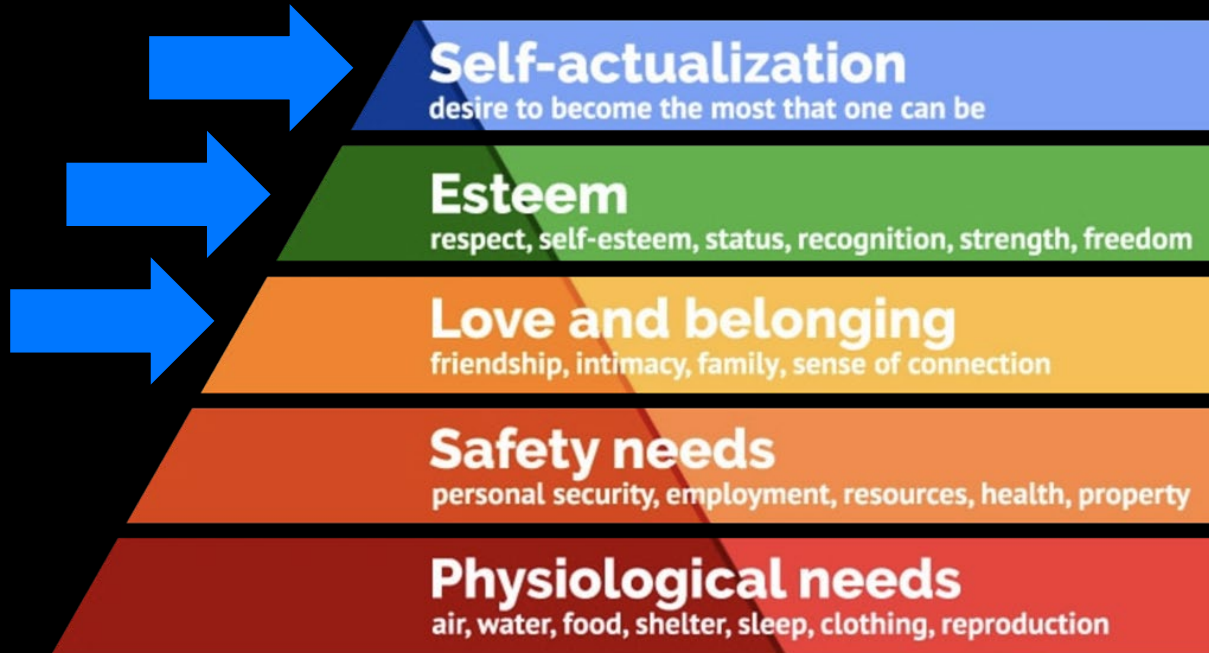 Self-actualization
desire to become the most that one can be
Esteem
respect, self-esteem, status, recognition, strength, freedom
Love and belonging
friendship, intimacy, family, sense of connection
Safety needs
personal security, employment, resources, health, property
Physiological needs
air, water, food, shelter, sleep, clothing, reproduction